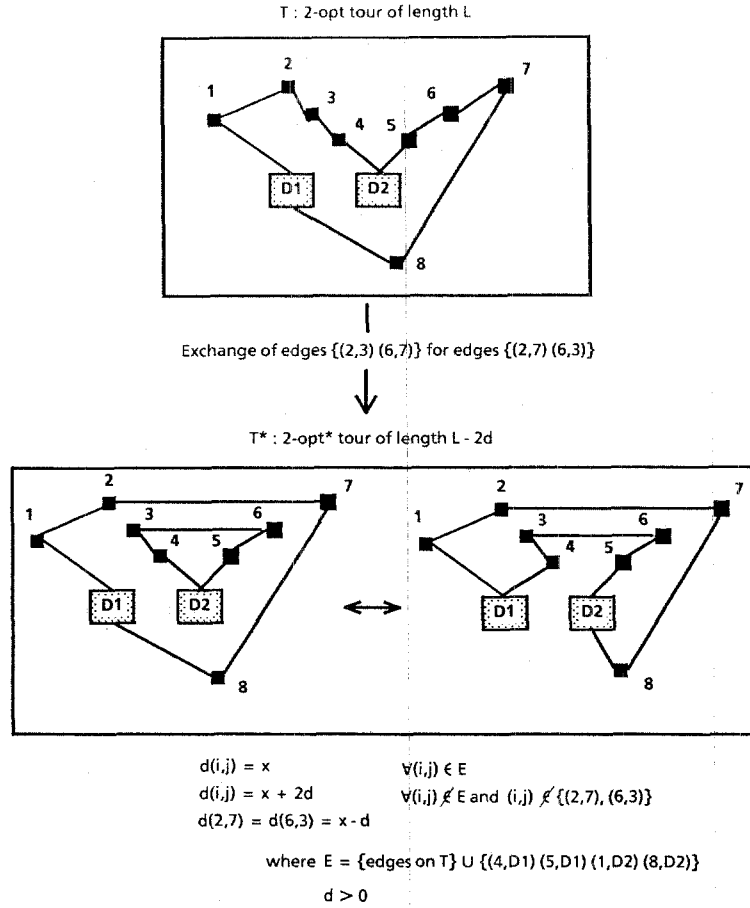 T : 2-opt tour of length L
2
7
1
3
6
4
5
D1
D2
8
Exchange of edges {(2,3) (6,7)} for edges {(2,7) (6,3)}
T* : 2-opt* tour of length L - 2d
2
7
1
3
6
4
5
D1
D2
8
2
7
1
3
6
4
5
D1
D2
8
d(i,j) = x ∀(i,j) ϵ E
d(i,j) = x + 2d ∀(i,j) ∉ E and (i,j) ∉ {(2,7), (6,3)}
d(2,7) = d(6,3) = x - d
where E = {edges on T} ∪ {(4,D1) (5,D1) (1,D2) (8,D2)}
d > 0